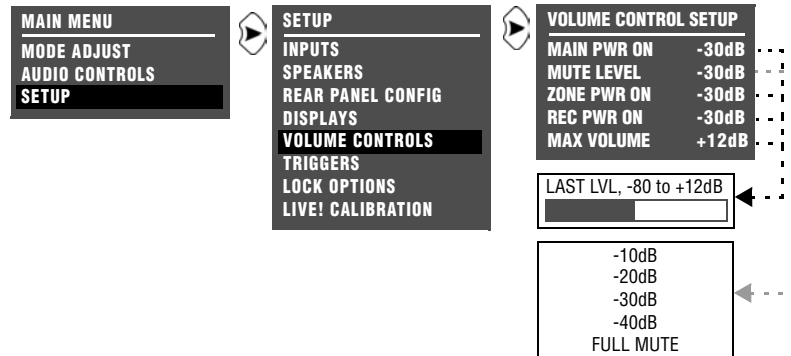 MAIN MENU
MODE ADJUST
AUDIO CONTROLS
SETUP
SETUP
INPUTS
SPEAKERS
REAR PANEL CONFIG
DISPLAYS
VOLUME CONTROLS
TRIGGERS
LOCK OPTIONS
LIVE! CALIBRATION
VOLUME CONTROL SETUP
MAIN PWR ON -30dB
MUTE LEVEL -30dB
ZONE PWR ON -30dB
REC PWR ON -30dB
MAX VOLUME +12dB
LAST LVL, -80 to +12dB
-10dB
-20dB
-30dB
-40dB
FULL MUTE